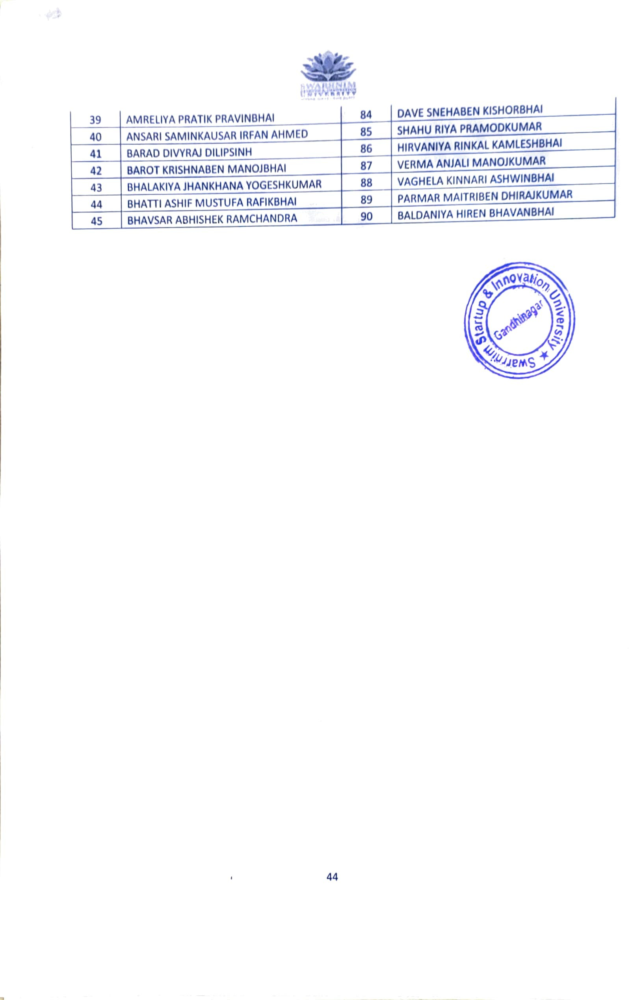 SWARRNIM
UNIVERSITY
39 AMRELIYA PRATIK PRAVINBHAI 84 DAVE SNEHABEN KISHORBHAI
40 ANSARI SAMINKAUSAR IRFAN AHMED 85 SHAHU RIYA PRAMODKUMAR
41 BARAD DIVYRAJ DILIPSINH 86 HIRVANIYA RINKAL KAMLESHBHAI
42 BAROT KRISHNABEN MANOJBHAI 87 VERMA ANJALI MANOJKUMAR
43 BHALAKIYA JHANKHANA YOGESHKUMAR 88 VAGHELA KINNARI ASHWINBHAI
44 BHATTI ASHIF MUSTUFA RAFIKBHAI 89 PARMAR MAITRIBEN DHIRAJKUMAR
45 BHAVSAR ABHISHEK RAMCHANDRA 90 BALDANIYA HIREN BHAVANBHAI
Swarrnim Startup & Innovation University ★
Gandhinagar
44